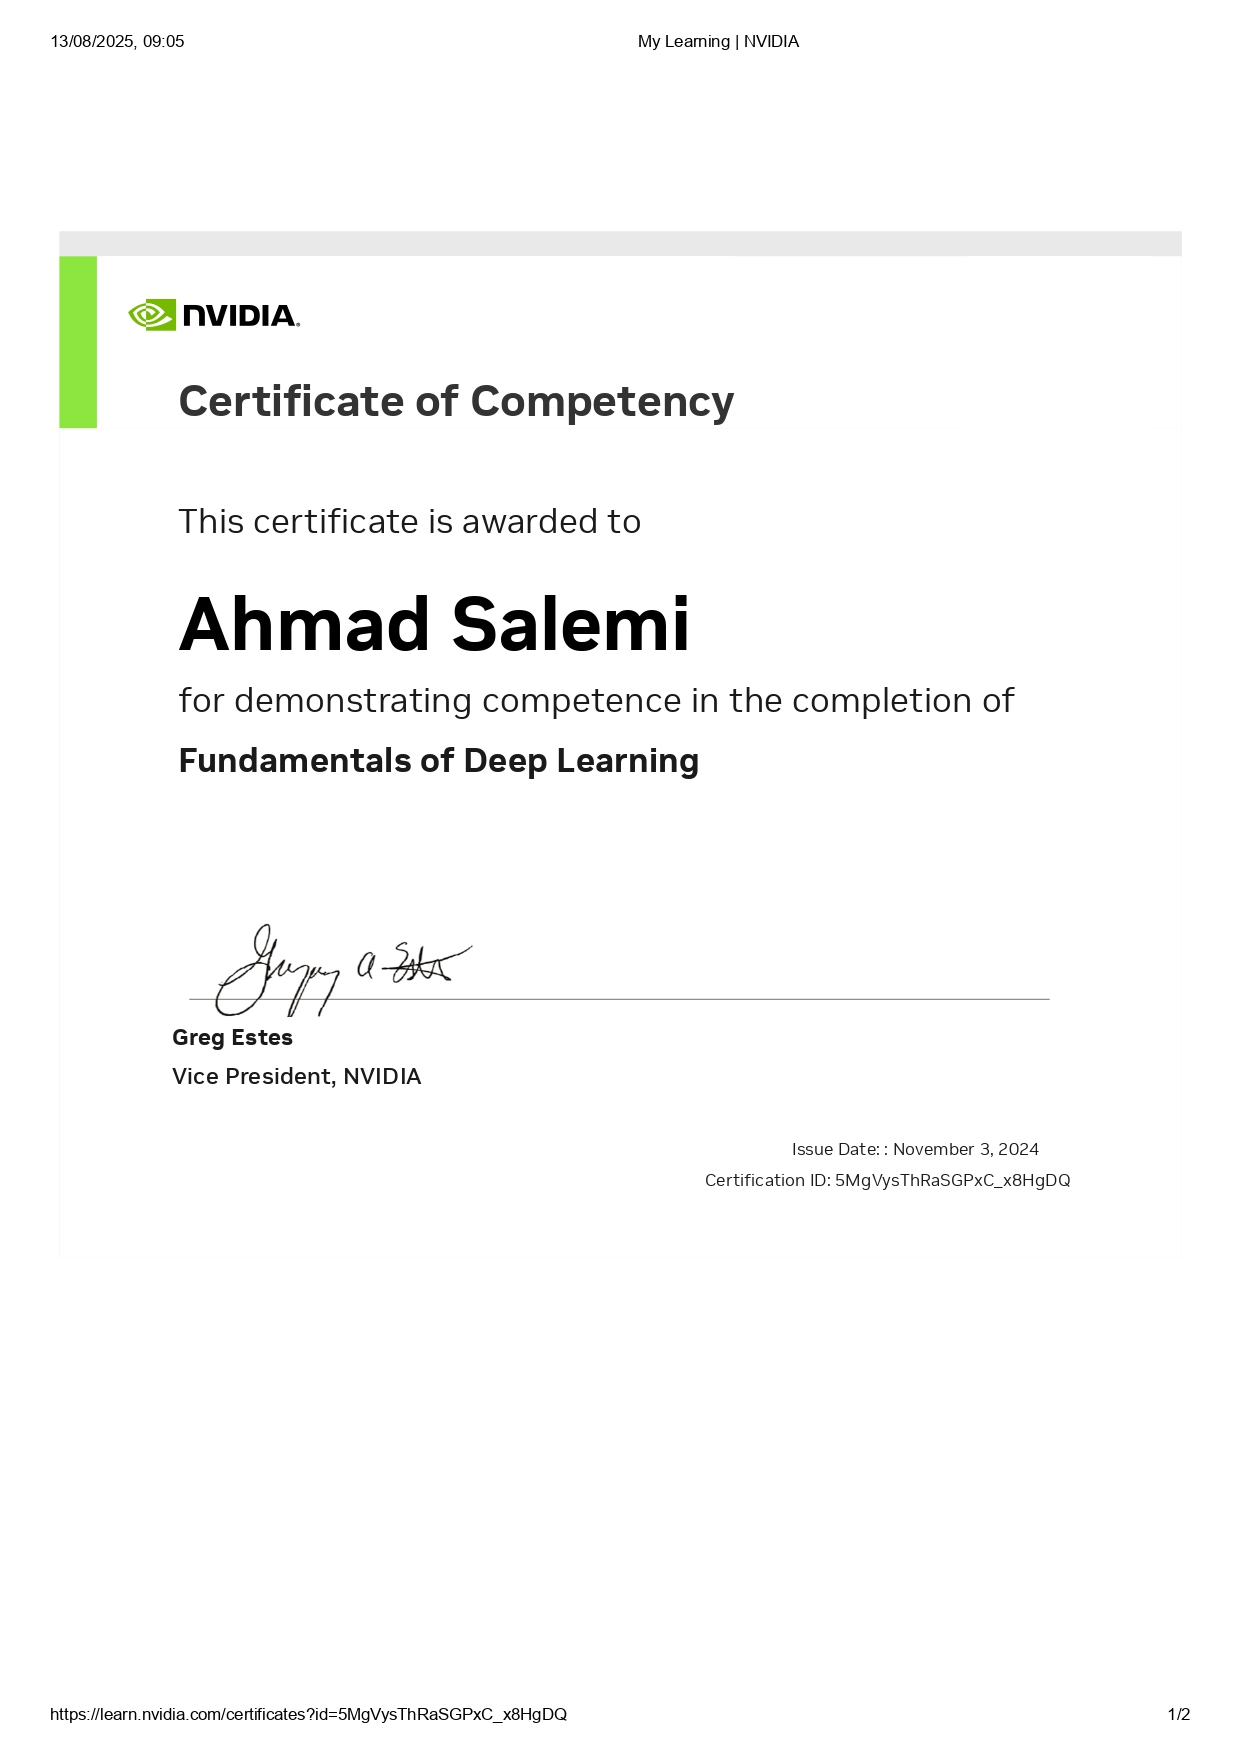 13/08/2025, 09:05 My Learning | NVIDIA
NVIDIA.
Certificate of Competency
This certificate is awarded to
Ahmad Salemi
for demonstrating competence in the completion of
Fundamentals of Deep Learning
Greg Estes
Vice President, NVIDIA
Issue Date: : November 3, 2024
Certification ID: 5MgVysThRaSGPxC_x8HgDQ
https://learn.nvidia.com/certificates?id=5MgVysThRaSGPxC_x8HgDQ 1/2